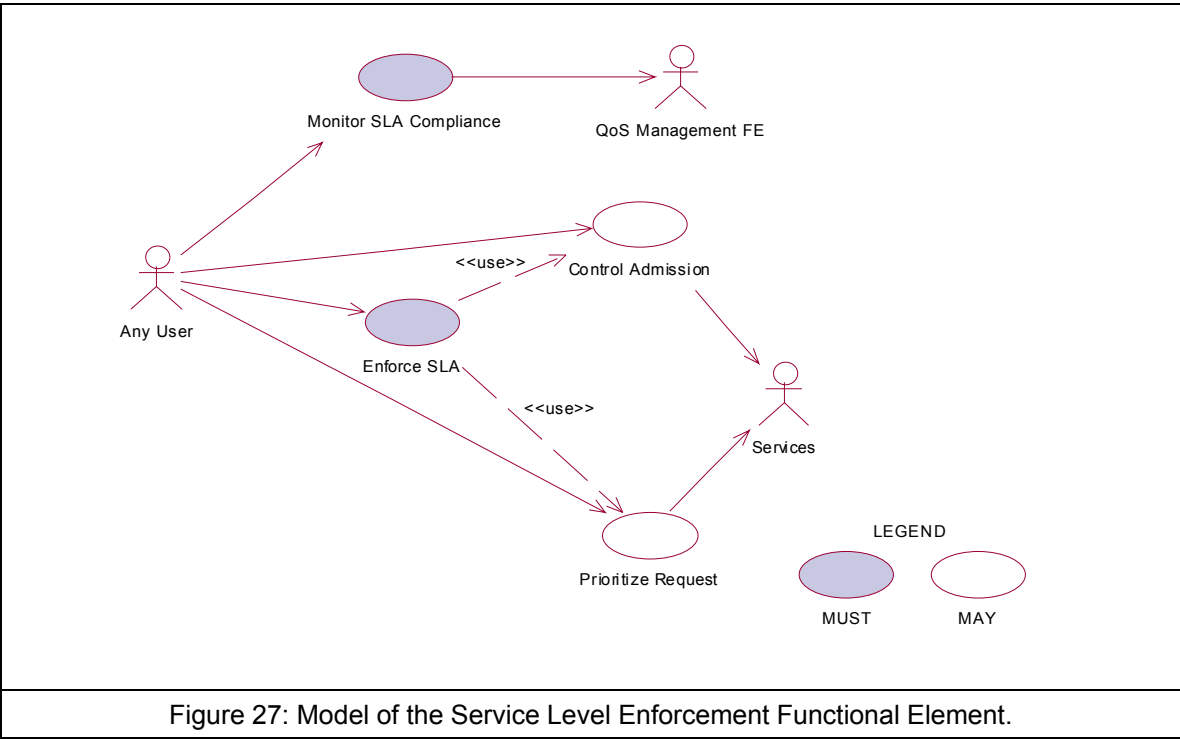 Monitor SLA Compliance
QoS Management FE
<<use>>
Control Admission
Any User
Enforce SLA
<<use>>
Services
LEGEND
Prioritize Request
MUST
MAY
Figure 27: Model of the Service Level Enforcement Functional Element.